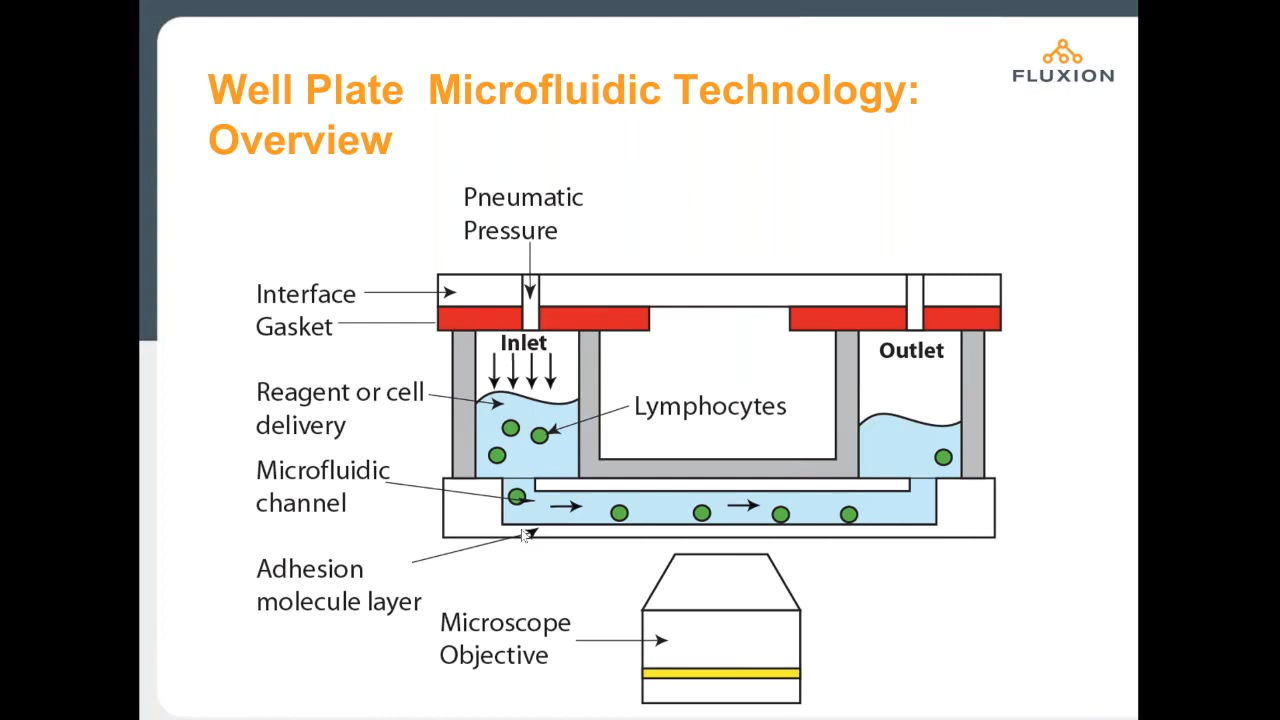 FLUXION
Well Plate  Microfluidic Technology:
Overview
Pneumatic
Pressure
Interface
Gasket
Inlet
Outlet
Reagent or cell
delivery
Lymphocytes
Microfluidic
channel
Adhesion
molecule layer
Microscope
Objective